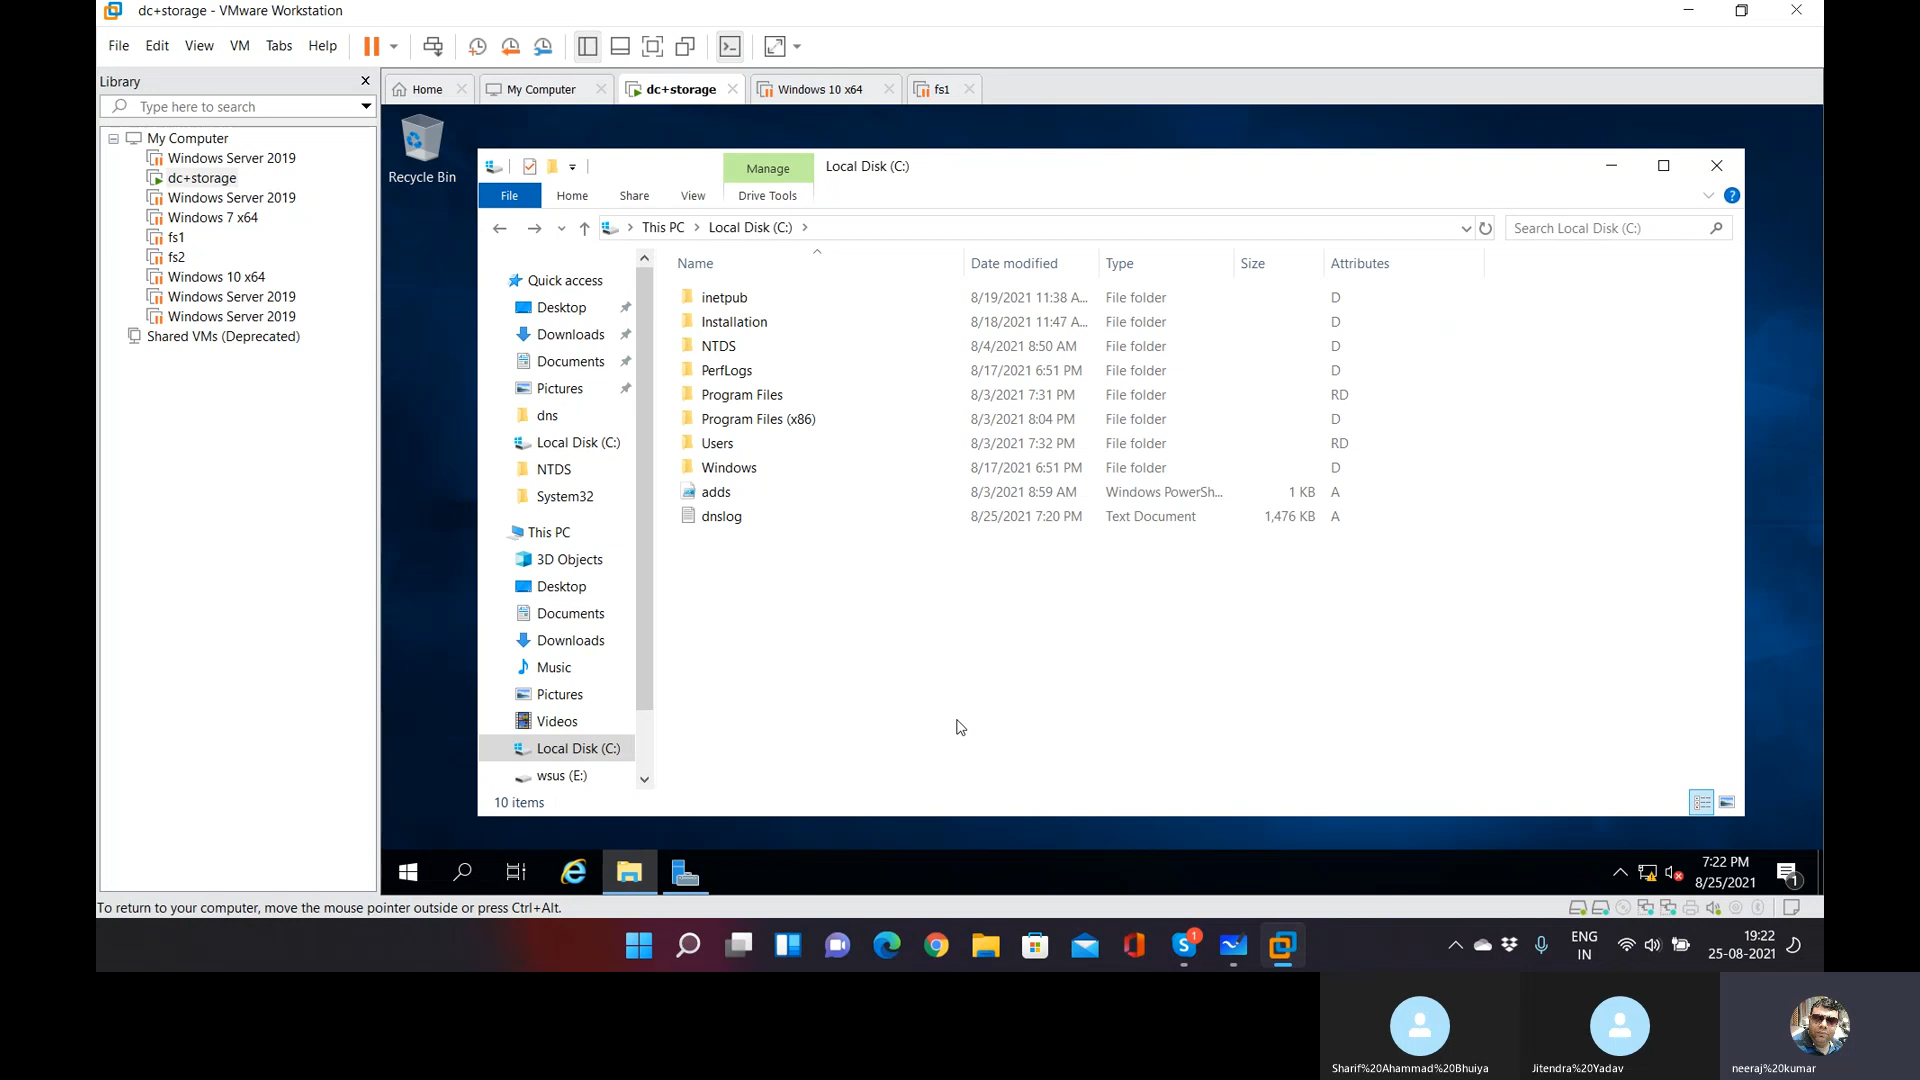 dc+storage - VMware Workstation
File Edit View VM Tabs Help
Library
Type here to search
My Computer
Windows Server 2019
dc+storage
Windows Server 2019
Windows 7 x64
fs1
fs2
Windows 10 x64
Windows Server 2019
Windows Server 2019
Shared VMs (Deprecated)
Home My Computer dc+storage Windows 10 x64 fs1
Recycle Bin
Manage Local Disk (C:)
File Home Share View Drive Tools
This PC Local Disk (C:) Search Local Disk (C:)
Quick access
Desktop
Downloads
Documents
Pictures
dns
Local Disk (C:)
NTDS
System32
This PC
3D Objects
Desktop
Documents
Downloads
Music
Pictures
Videos
Local Disk (C:)
wsus (E:)
Name Date modified Type Size Attributes
inetpub 8/19/2021 11:38 A... File folder D
Installation 8/18/2021 11:47 A... File folder D
NTDS 8/4/2021 8:50 AM File folder D
PerfLogs 8/17/2021 6:51 PM File folder D
Program Files 8/3/2021 7:31 PM File folder RD
Program Files (x86) 8/3/2021 8:04 PM File folder D
Users 8/3/2021 7:32 PM File folder RD
Windows 8/17/2021 6:51 PM File folder D
adds 8/3/2021 8:59 AM Windows PowerSh... 1 KB A
dnslog 8/25/2021 7:20 PM Text Document 1,476 KB A
10 items
7:22 PM
8/25/2021
1
To return to your computer, move the mouse pointer outside or press Ctrl+Alt.
1
ENG
IN
19:22
25-08-2021
Sharif%20Ahammad%20Bhuiya
Jitendra%20Yadav
neeraj%20kumar